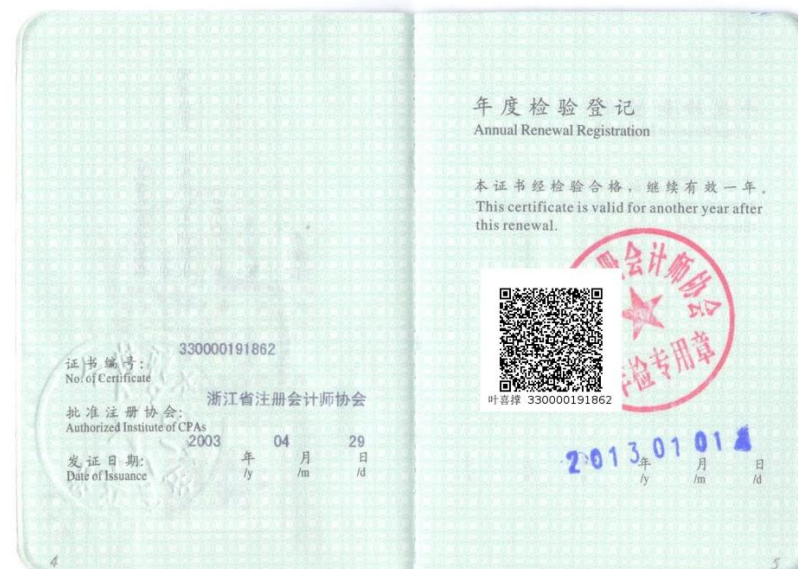 证书编号:
330000191862
No. of Certificate
批准注册协会:
浙江省注册会计师协会
Authorized Institute of CPAs
发证日期:
2003 年 04 月 29 日
Date of Issuance
/y /m /d
4
年度检验登记
Annual Renewal Registration
本证书经检验合格，继续有效一年。
This certificate is valid for another year after
this renewal.
册会计师协会
年检专用章
叶喜撑 330000191862
2013 01 01
年 月 日
/y /m /d
5